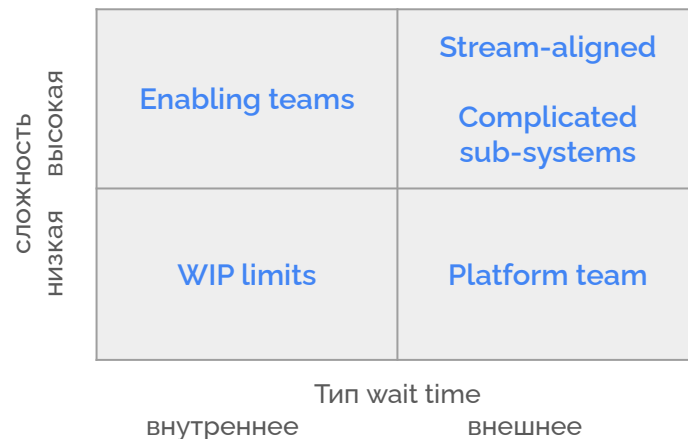 Enabling teams
Stream-aligned
Complicated
sub-systems
WIP limits
Platform team
сложность
высокая
низкая
Тип wait time
внутреннее
внешнее